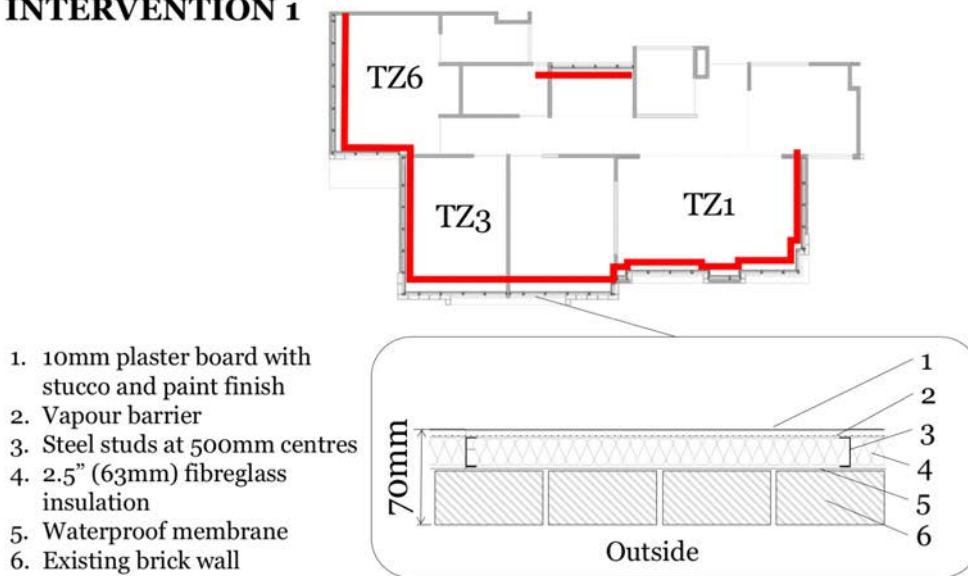 INTERVENTION 1
TZ6
TZ3
TZ1
1. 10mm plaster board with
stucco and paint finish
2. Vapour barrier
3. Steel studs at 500mm centres
4. 2.5” (63mm) fibreglass
insulation
5. Waterproof membrane
6. Existing brick wall
70mm
1
2
3
4
5
6
Outside